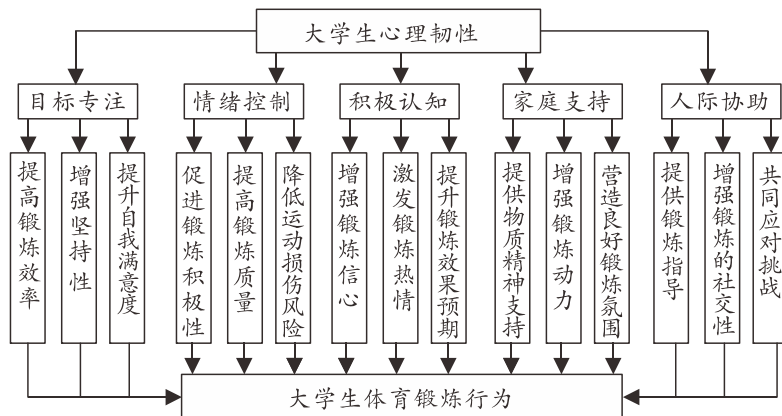 大学生心理韧性
目标专注
情绪控制
积极认知
家庭支持
人际协助
提高锻炼效率
增强坚持性
提升自我满意度
促进锻炼积极性
提高锻炼质量
降低运动损伤风险
增强锻炼信心
激发锻炼热情
提升锻炼效果预期
提供物质精神支持
增强锻炼动力
营造良好锻炼氛围
提供锻炼指导
增强锻炼的社交性
共同应对挑战
大学生体育锻炼行为